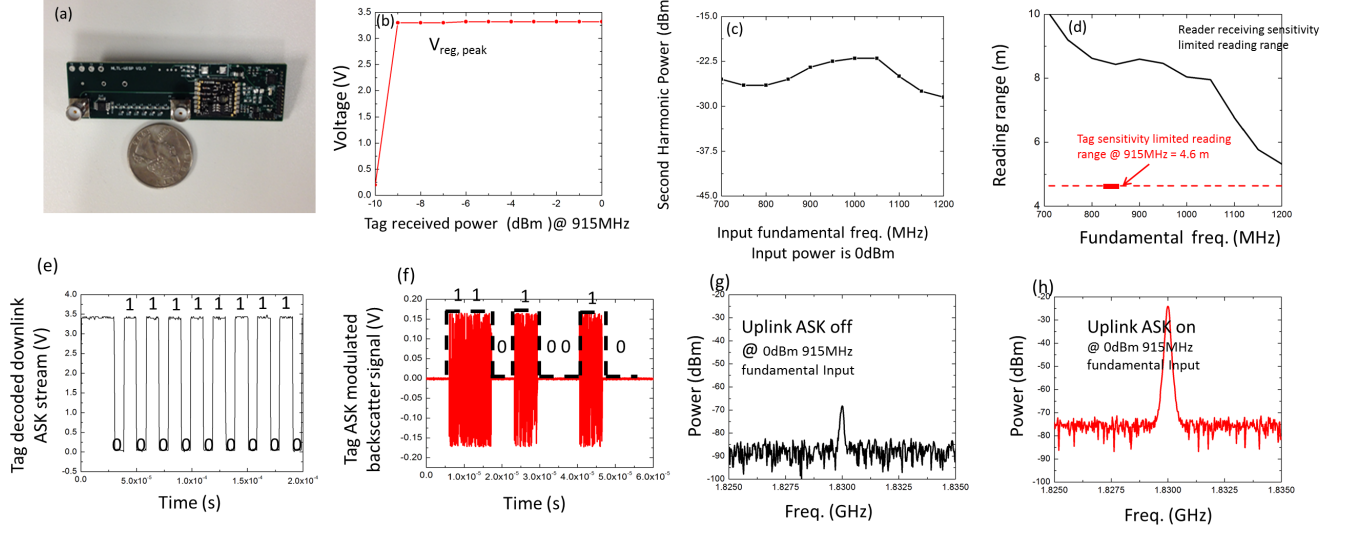 (a)
3.5
3.0
2.5
2.0
1.5
1.0
0.5
0.0
-10
-8
-6
-4
-2
0
Voltage (V)
(b)
V reg, peak
Tag received power (dBm )@ 915MHz
-15.0
-22.5
-30.0
-37.5
-45.0
700
800
900
1000
1100
1200
Second Harmonic Power (dBm)
(c)
Input fundamental freq. (MHz)
Input power is 0dBm
10
8
6
4
700
800
900
1000
1100
1200
Reading range (m)
(d)
Reader receiving sensitivity
limited reading range
Tag sensitivity limited reading
range @ 915MHz = 4.6 m
Fundamental freq. (MHz)
(e)
4.0
3.5
3.0
2.5
2.0
1.5
1.0
0.5
0.0
-0.5
Tag decoded downlink
ASK stream (V)
1 1 1 1 1 1 1 1
0 0 0 0 0 0 0 0 0
0.0
5.0x10-5
1.0x10-4
1.5x10-4
2.0x10-4
Time (s)
(f)
0.20
0.15
0.10
0.05
0.00
-0.05
-0.10
-0.15
-0.20
Tag ASK modulated
backscatter signal (V)
1 1 1 1
0 0 0 0
0.0
1.0x10-5
2.0x10-5
3.0x10-5
4.0x10-5
5.0x10-5
6.0x10-5
Time (s)
(g)
-20
-30
-40
-50
-60
-70
-80
-90
-100
Power (dBm)
Uplink ASK off
@ 0dBm 915MHz
fundamental Input
1.8250
1.8275
1.8300
1.8325
1.8350
Freq. (GHz)
(h)
-20
-30
-40
-50
-60
-70
-80
-90
-100
Power (dBm)
Uplink ASK on
@ 0dBm 915MHz
fundamental Input
1.8250
1.8275
1.8300
1.8325
1.8350
Freq. (GHz)